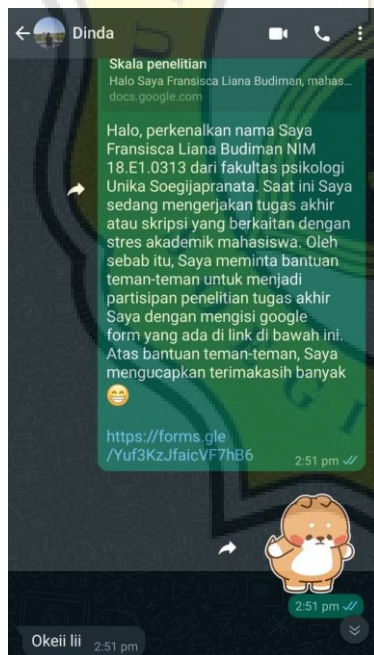 Dinda
Skala penelitian
Halo Saya Fransisca Liana Budiman, mahas...
docs.google.com
Halo, perkenalkan nama Saya
Fransisca Liana Budiman NIM
18.E1.0313 dari fakultas psikologi
Unika Soegijapranata. Saat ini Saya
sedang mengerjakan tugas akhir
atau skripsi yang berkaitan dengan
stres akademik mahasiswa. Oleh
sebab itu, Saya meminta bantuan
teman-teman untuk menjadi
partisipan penelitian tugas akhir
Saya dengan mengisi google
form yang ada di link di bawah ini.
Atas bantuan teman-teman, Saya
mengucapkan terimakasih banyak
😁
https://forms.gle
/Yuf3KzJfaicVF7hB6
2:51 pm
2:51 pm
Okeii lii 2:51 pm